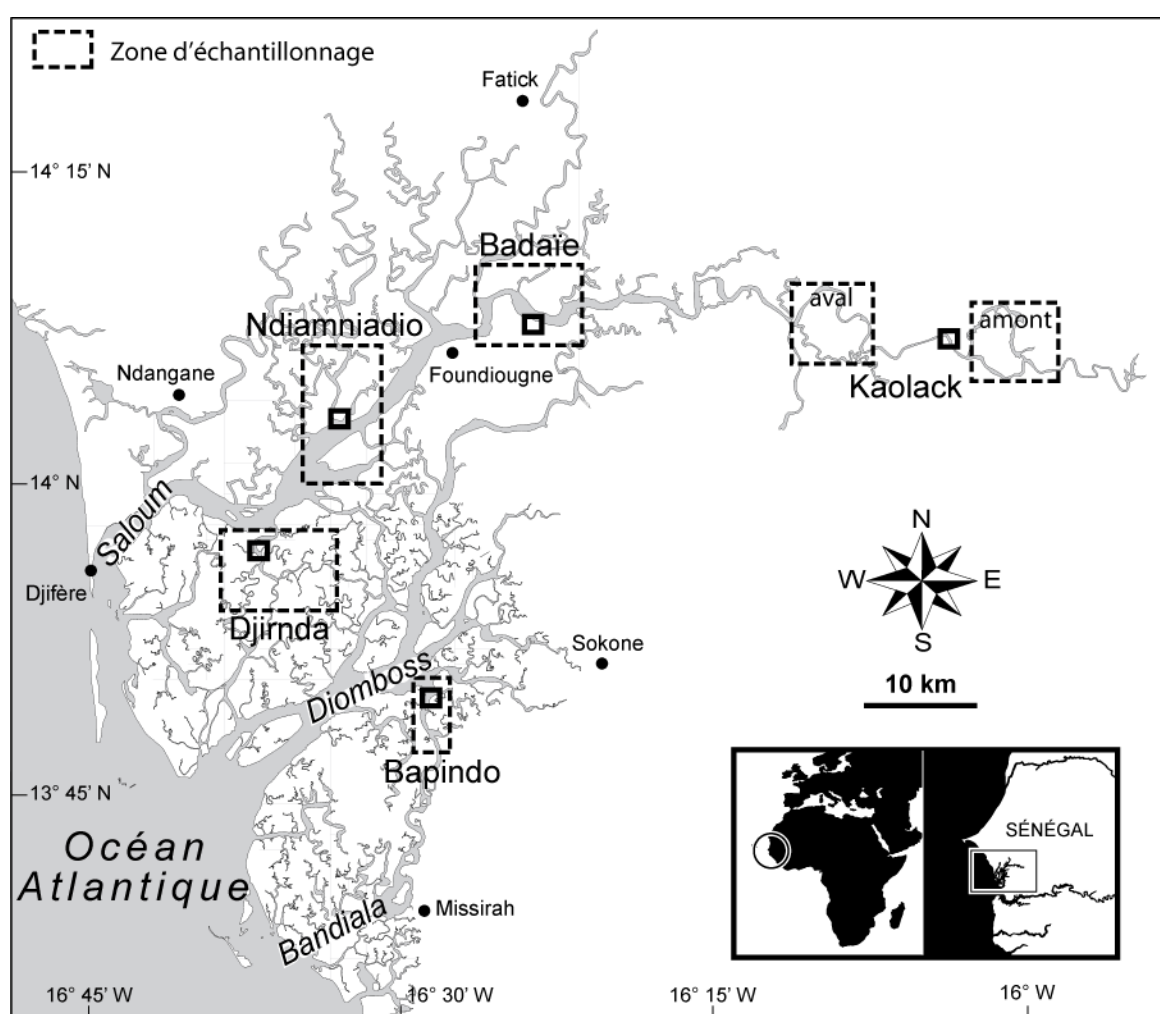 Zone d'échantillonnage
Fatick
14° 15' N
Badaïe
aval
amont
Ndiamniadio
Kaolack
Ndangane
Foundiougne
14° N
Saloum
N
W
E
S
Djifère
Djirnda
Sokone
10 km
Diomboss
Bapindo
13° 45' N
SÉNÉGAL
Océan
Atlantique
Bandiala
Missirah
16° 45' W
16° 30' W
16° 15' W
16° W